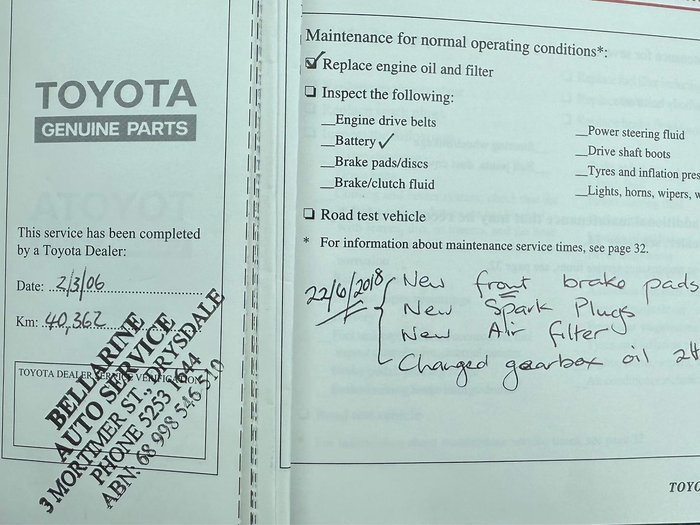 TOYOTA
GENUINE PARTS
This service has been completed
by a Toyota Dealer:
Date: 2/3/06
Km: 40,362
TOYOTA DEALER SERVICE VERIFICATION
BELLARINE
AUTO SERVICE
3 MORTIMER ST., DRYSDALE
PHONE 5253 1644
ABN: 68 998 546 510
Maintenance for normal operating conditions*:
Replace engine oil and filter
Inspect the following:
Engine drive belts
Battery
Brake pads/discs
Brake/clutch fluid
Power steering fluid
Drive shaft boots
Tyres and inflation pres
Lights, horns, wipers, w
Road test vehicle
* For information about maintenance service times, see page 32.
22/6/2018
New front brake pads
New Spark Plugs
New Air filter
Changed gearbox oil
TOYO